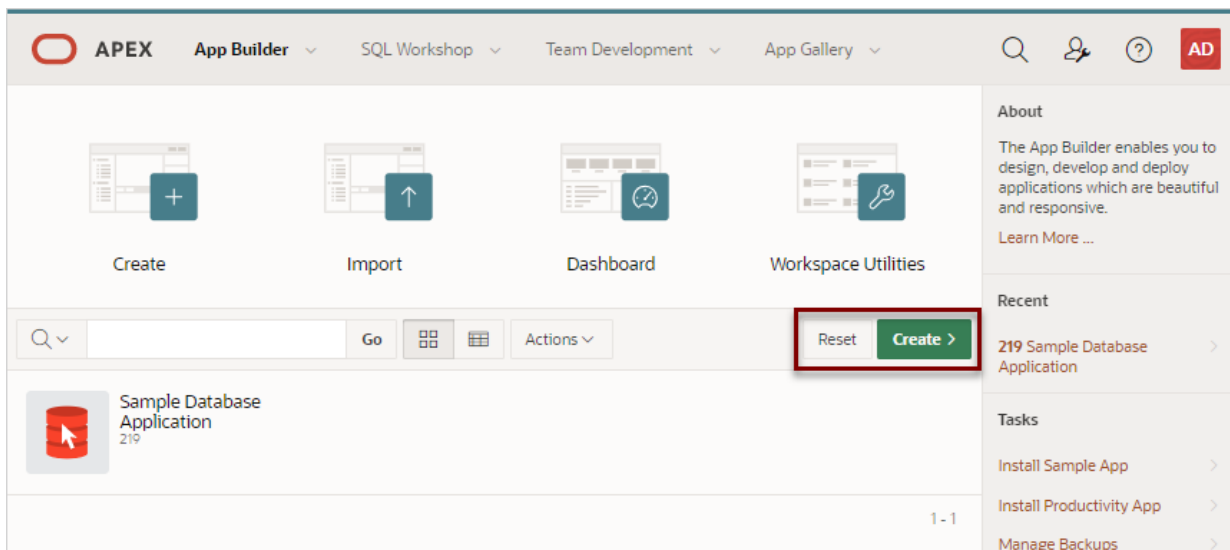 APEX App Builder SQL Workshop Team Development App Gallery AD
Create Import Dashboard Workspace Utilities
Go Actions Reset Create >
Sample Database
Application
219
1 - 1
About
The App Builder enables you to
design, develop and deploy
applications which are beautiful
and responsive.
Learn More ...
Recent
219 Sample Database
Application
Tasks
Install Sample App
Install Productivity App
Manage Backups